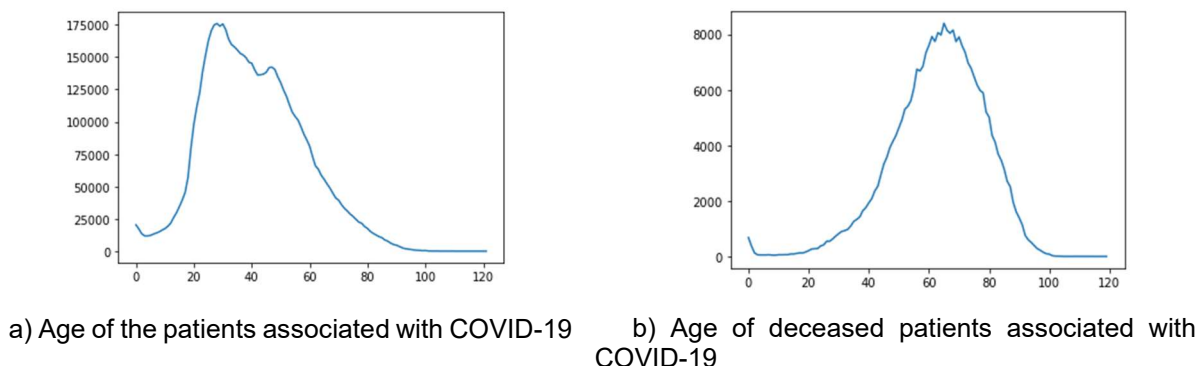 175000
150000
125000
100000
75000
50000
25000
0
0 20 40 60 80 100 120
8000
6000
4000
2000
0
0 20 40 60 80 100 120
a) Age of the patients associated with COVID-19
b) Age of deceased patients associated with
COVID-19